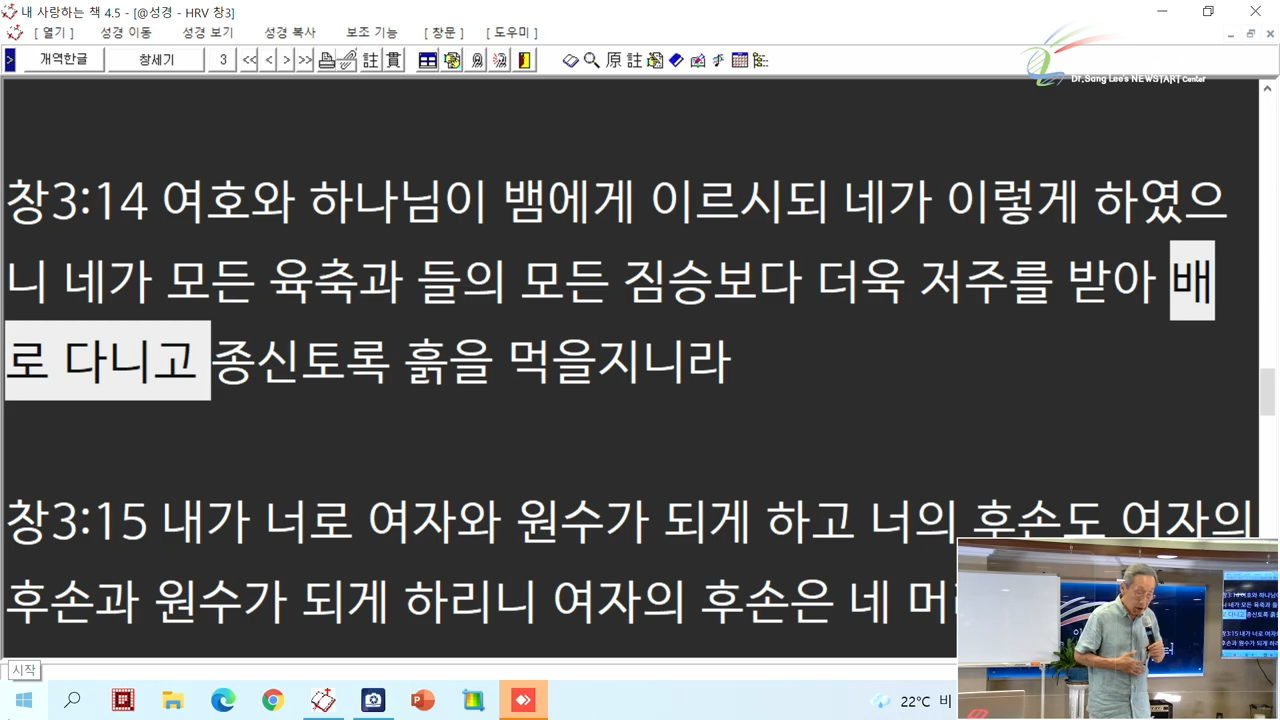 내 사랑하는 책 4.5 - [@성경 - HRV 창3]
[ 열기 ] 성경 이동 성경 보기 성경 복사 보조 기능 [ 창문 ] [ 도우미 ]
개역한글 창세기 3 << < > >> 註 貫 原 註
Dr.Sang Lee's NEWSTART Center
창3:14 여호와 하나님이 뱀에게 이르시되 네가 이렇게 하였으
니 네가 모든 육축과 들의 모든 짐승보다 더욱 저주를 받아 배
로 다니고 종신토록 흙을 먹을지니라
창3:15 내가 너로 여자와 원수가 되게 하고 너의 후손도 여자의
후손과 원수가 되게 하리니 여자의 후손은 네 머
시작
22°C 비